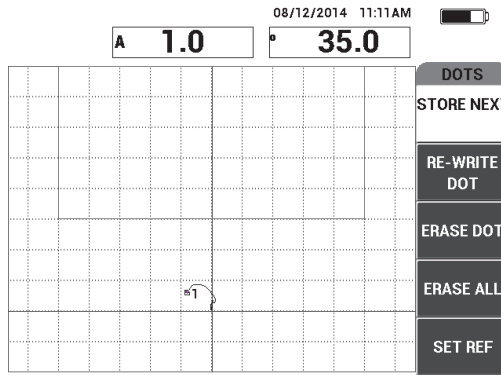 08/12/2014 11:11AM
A 1.0
° 35.0
DOTS
STORE NEX
RE-WRITE
DOT
ERASE DOT
ERASE ALL
SET REF
1